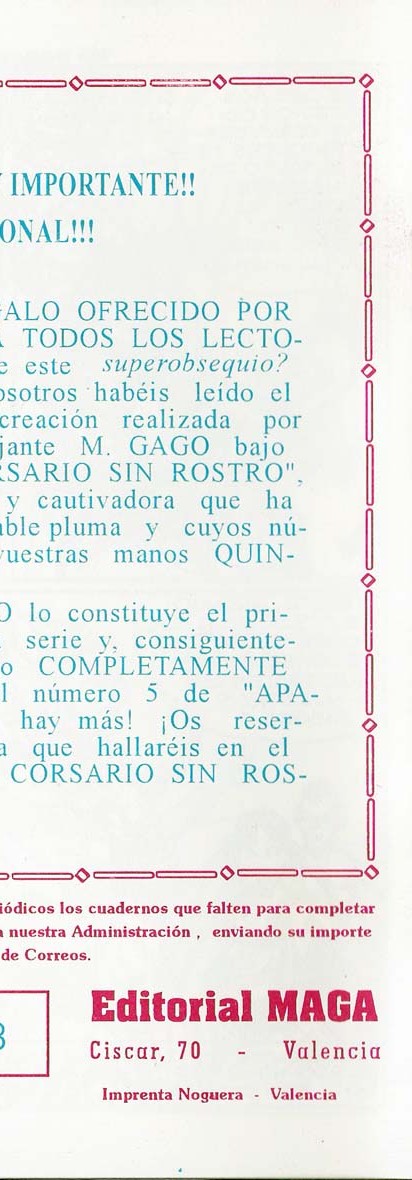 IMPORTANTE!!
ONAL!!!
ALO OFRECIDO POR
A TODOS LOS LECTO-
e este superobsequio?
osotros habéis leído el
creación realizada por
jante M. GAGO bajo
RSARIO SIN ROSTRO",
y cautivadora que ha
able pluma y cuyos nú-
vuestras manos QUIN-
O lo constituye el pri-
serie y, consiguiente-
o COMPLETAMENTE
l número 5 de "APA-
hay más! ¡Os reser-
a que hallaréis en el
CORSARIO SIN ROS-
iódicos los cuadernos que falten para completar
a nuestra Administración , enviando su importe
de Correos.
Editorial MAGA
Ciscar, 70 - Valencia
Imprenta Noguera - Valencia